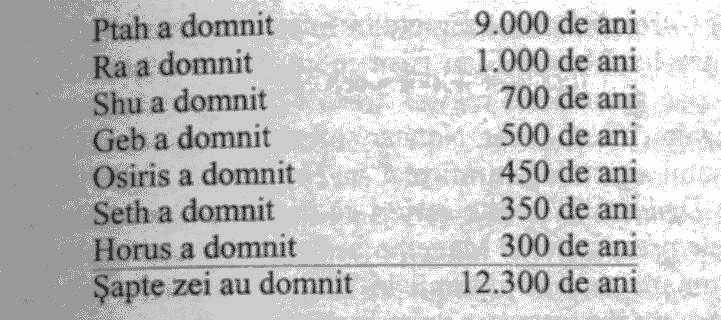 Ptah a domnit 9.000 de ani
Ra a domnit 1.000 de ani
Shu a domnit 700 de ani
Geb a domnit 500 de ani
Osiris a domnit 450 de ani
Seth a domnit 350 de ani
Horus a domnit 300 de ani
Şapte zei au domnit 12.300 de ani